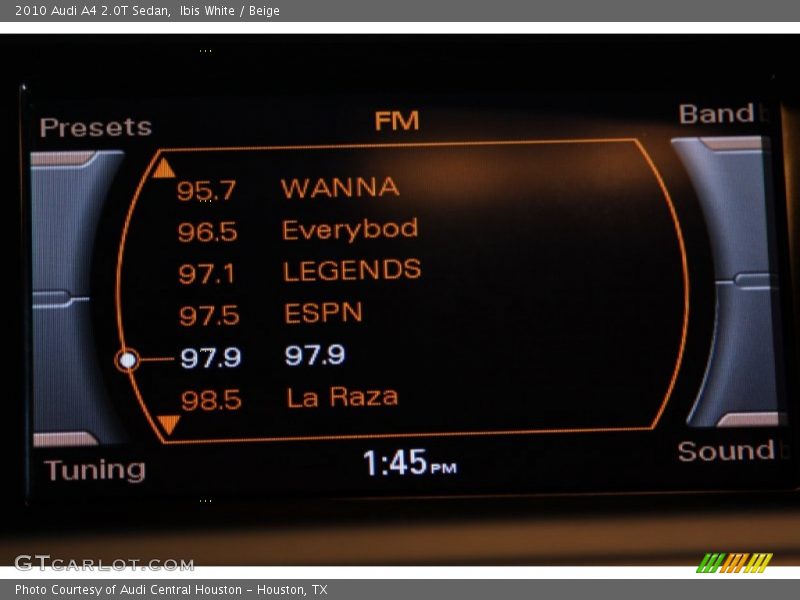 2010 Audi A4 2.0T Sedan,  Ibis White / Beige
Presets
FM
Band
95.7 WANNA
96.5 Everybod
97.1 LEGENDS
97.5 ESPN
97.9 97.9
98.5 La Raza
Tuning
1:45 PM
Sound
GTCARLOT.COM
Photo Courtesy of Audi Central Houston - Houston, TX